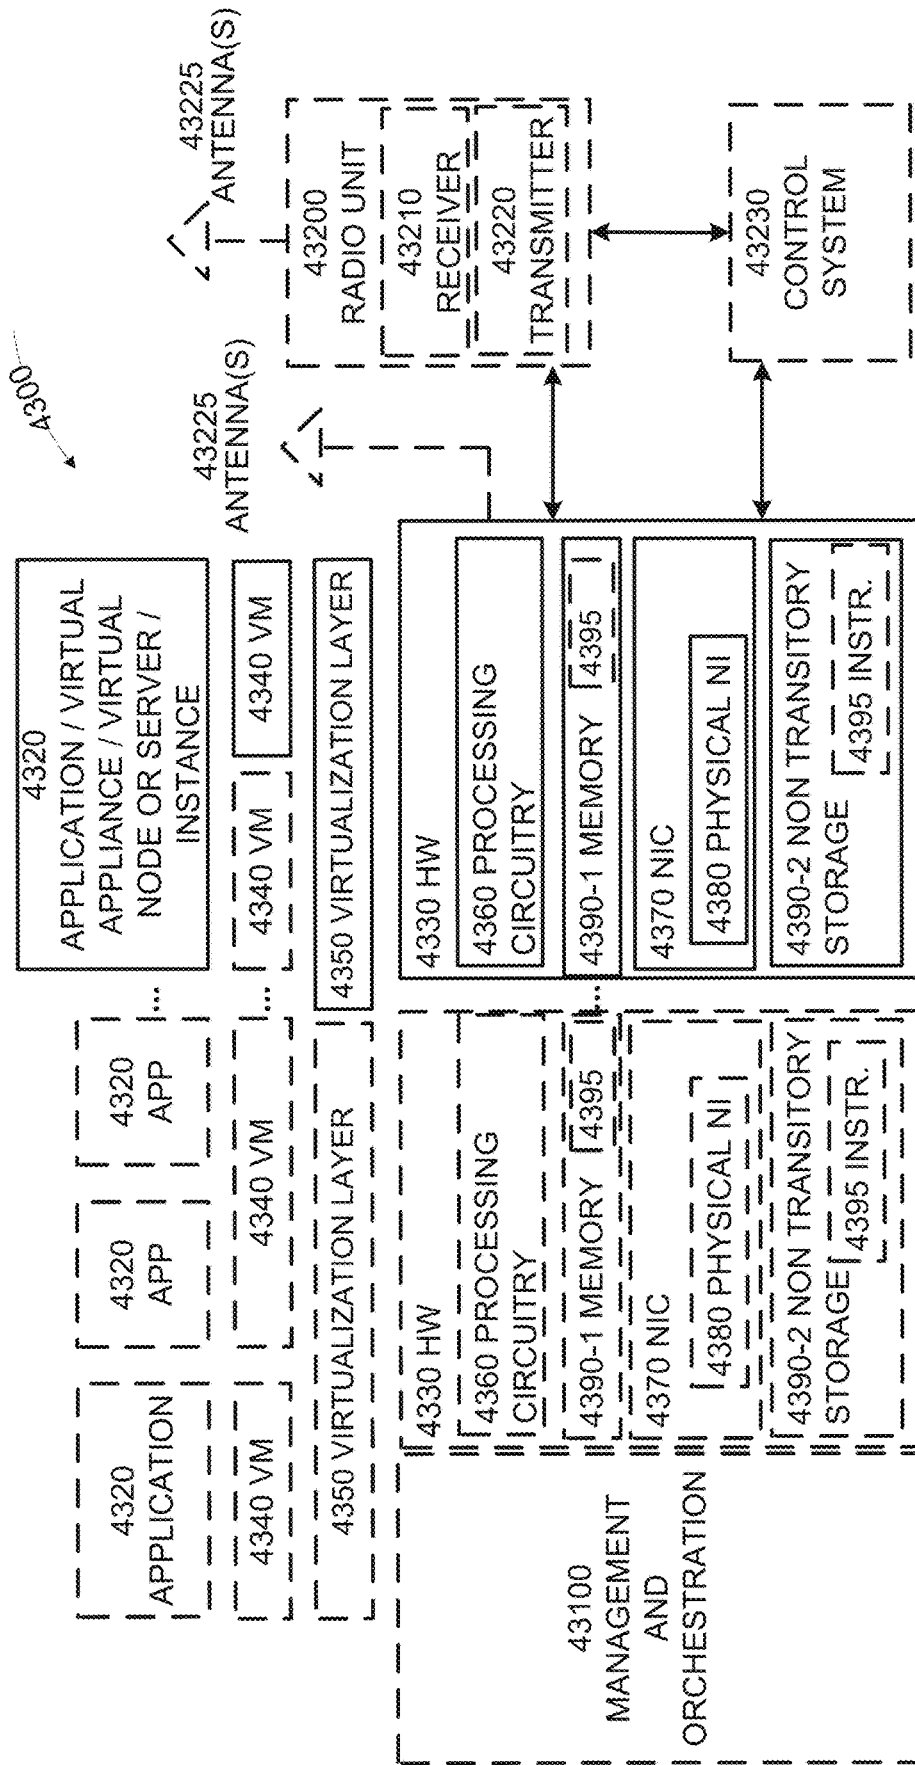 4300
4320
APPLICATION
4320
APP
4320
APP
...
4320
APPLICATION / VIRTUAL
APPLIANCE / VIRTUAL
NODE OR SERVER /
INSTANCE
4340 VM
4340 VM
...
4340 VM
4340 VM
4350 VIRTUALIZATION LAYER
4350 VIRTUALIZATION LAYER
43225
ANTENNA(S)
43225
ANTENNA(S)
43100
MANAGEMENT
AND
ORCHESTRATION
4330 HW
4360 PROCESSING
CIRCUITRY
4390-1 MEMORY
4395
4370 NIC
4380 PHYSICAL NI
4390-2 NON TRANSITORY
STORAGE
4395 INSTR.
...
4330 HW
4360 PROCESSING
CIRCUITRY
4390-1 MEMORY
4395
4370 NIC
4380 PHYSICAL NI
4390-2 NON TRANSITORY
STORAGE
4395 INSTR.
43200
RADIO UNIT
43210
RECEIVER
43220
TRANSMITTER
43230
CONTROL
SYSTEM